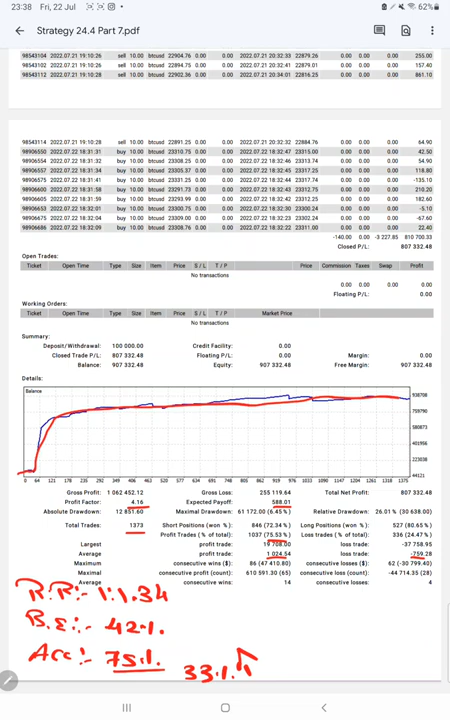 23:38 Fri, 22 Jul 62%
Strategy 24.4 Part 7.pdf
98543104 2022.07.21 19:10:26 sell 10.00 btcusd 22904.76 0.00 0.00 2022.07.21 20:32:33 22879.26 0.00 0.00 0.00 255.00
98543102 2022.07.21 19:10:26 sell 10.00 btcusd 22894.75 0.00 0.00 2022.07.21 20:32:41 22879.01 0.00 0.00 0.00 157.40
98543112 2022.07.21 19:10:28 sell 10.00 btcusd 22902.36 0.00 0.00 2022.07.21 20:34:01 22816.25 0.00 0.00 0.00 861.10
98543114 2022.07.21 19:10:28 sell 10.00 btcusd 22891.25 0.00 0.00 2022.07.21 20:32:32 22884.76 0.00 0.00 0.00 64.90
98906550 2022.07.22 18:31:31 buy 10.00 btcusd 23310.75 0.00 0.00 2022.07.22 18:32:47 23315.00 0.00 0.00 0.00 42.50
98906554 2022.07.22 18:31:32 buy 10.00 btcusd 23308.25 0.00 0.00 2022.07.22 18:32:46 23313.74 0.00 0.00 0.00 54.90
98906557 2022.07.22 18:31:34 buy 10.00 btcusd 23305.37 0.00 0.00 2022.07.22 18:32:45 23317.25 0.00 0.00 0.00 118.80
98906575 2022.07.22 18:31:41 buy 10.00 btcusd 23331.25 0.00 0.00 2022.07.22 18:32:44 23317.74 0.00 0.00 0.00 -135.10
98906600 2022.07.22 18:31:58 buy 10.00 btcusd 23291.73 0.00 0.00 2022.07.22 18:32:43 23312.75 0.00 0.00 0.00 210.20
98906605 2022.07.22 18:31:59 buy 10.00 btcusd 23293.99 0.00 0.00 2022.07.22 18:32:42 23312.25 0.00 0.00 0.00 182.60
98906653 2022.07.22 18:32:01 buy 10.00 btcusd 23300.75 0.00 0.00 2022.07.22 18:32:30 23300.24 0.00 0.00 0.00 -5.10
98906675 2022.07.22 18:32:04 buy 10.00 btcusd 23309.00 0.00 0.00 2022.07.22 18:32:23 23302.24 0.00 0.00 0.00 -67.60
98906686 2022.07.22 18:32:09 buy 10.00 btcusd 23308.76 0.00 0.00 2022.07.22 18:32:22 23311.00 0.00 0.00 0.00 22.40
-140.00 0.00 -3 227.85 810 700.33
Closed P/L: 807 332.48
Open Trades:
Ticket Open Time Type Size Item Price S / L T / P Price Commission Taxes Swap Profit
No transactions
0.00 0.00 0.00 0.00
Floating P/L: 0.00
Working Orders:
Ticket Open Time Type Size Item Price S / L T / P Market Price
No transactions
Summary:
Deposit/Withdrawal: 100 000.00 Credit Facility: 0.00
Closed Trade P/L: 807 332.48 Floating P/L: 0.00 Margin: 0.00
Balance: 907 332.48 Equity: 907 332.48 Free Margin: 907 332.48
Details:
Balance
936708
759790
580873
401956
223038
44121
0 64 121 178 235 292 349 406 463 520 577 634 691 748 805 862 919 976 1033 1090 1147 1204 1261 1318 1375
Gross Profit: 1 062 452.12 Gross Loss: 255 119.64 Total Net Profit: 807 332.48
Profit Factor: 4.16 Expected Payoff: 588.01
Absolute Drawdown: 12 851.60 Maximal Drawdown: 61 172.00 (6.45%) Relative Drawdown: 26.01% (30 638.00)
Total Trades: 1373 Short Positions (won %): 846 (72.34%) Long Positions (won %): 527 (80.65%)
Profit Trades (% of total): 1037 (75.53%) Loss trades (% of total): 336 (24.47%)
Largest profit trade: 19 708.00 loss trade: -37 758.95
Average profit trade: 1 024.54 loss trade: -759.28
Maximum consecutive wins ($): 86 (47 410.80) consecutive losses ($): 62 (-30 799.40)
Maximal consecutive profit (count): 610 591.30 (65) consecutive loss (count): -44 714.35 (28)
Average consecutive wins: 14 consecutive losses: 4
R.R:- 1:1.34
B.E:- 42%
Acc:- 75%
33%